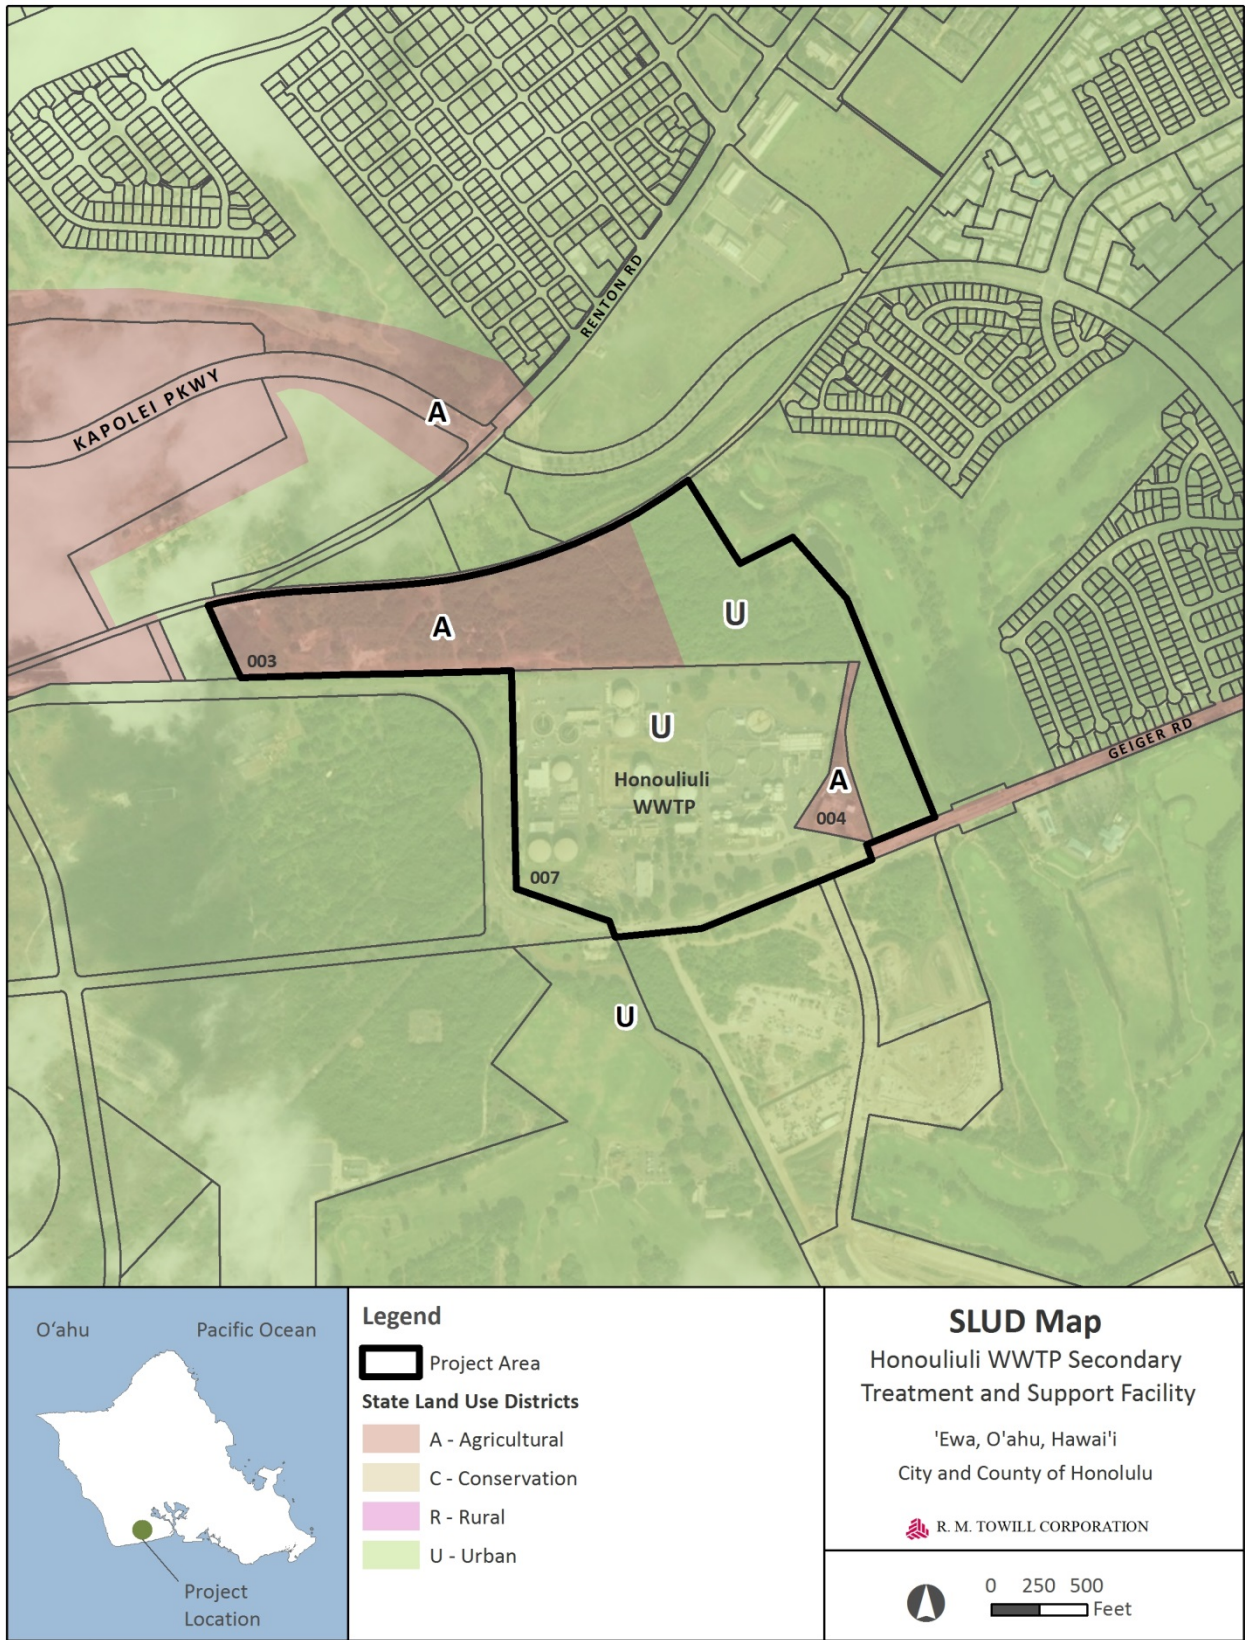 RENTON RD
KAPOLEI PKWY
A
A
U
003
U
Honouliuli
WWTP
A
004
GEIGER RD
007
U
O‘ahu
Pacific Ocean
Project
Location
Legend
Project Area
State Land Use Districts
A - Agricultural
C - Conservation
R - Rural
U - Urban
SLUD Map
Honouliuli WWTP Secondary
Treatment and Support Facility
'Ewa, O'ahu, Hawai'i
City and County of Honolulu
R. M. TOWILL CORPORATION
0 250 500
Feet